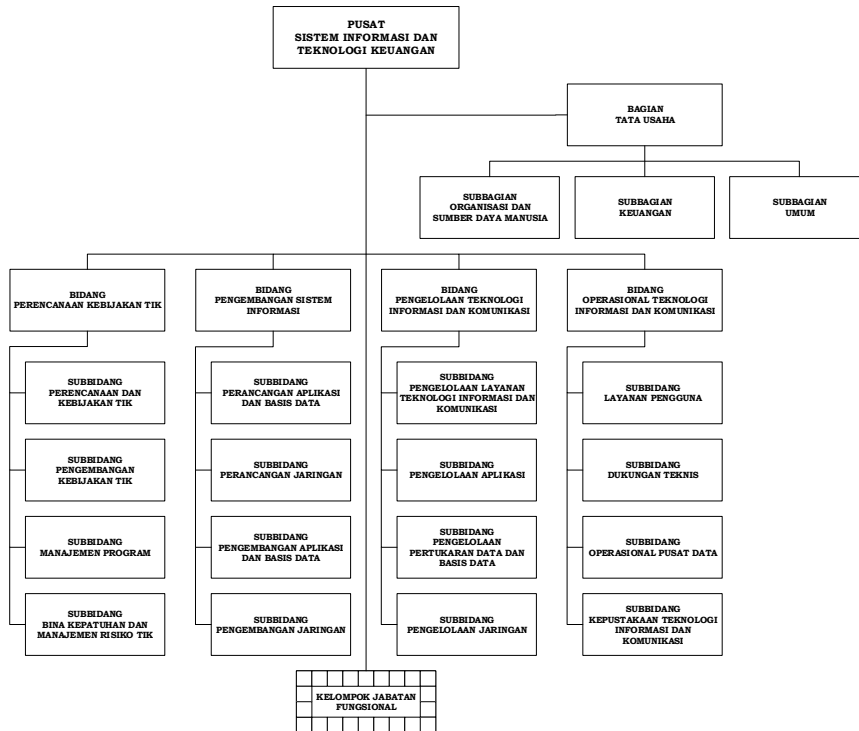 PUSAT
SISTEM INFORMASI DAN
TEKNOLOGI KEUANGAN
BAGIAN
TATA USAHA
SUBBAGIAN
ORGANISASI DAN
SUMBER DAYA MANUSIA
SUBBAGIAN
KEUANGAN
SUBBAGIAN
UMUM
BIDANG
PERENCANAAN KEBIJAKAN TIK
BIDANG
PENGEMBANGAN SISTEM
INFORMASI
BIDANG
PENGELOLAAN TEKNOLOGI
INFORMASI DAN KOMUNIKASI
BIDANG
OPERASIONAL TEKNOLOGI
INFORMASI DAN KOMUNIKASI
SUBBIDANG
PERENCANAAN DAN
KEBIJAKAN TIK
SUBBIDANG
PERANCANGAN APLIKASI
DAN BASIS DATA
SUBBIDANG
PENGELOLAAN LAYANAN
TEKNOLOGI INFORMASI DAN
KOMUNIKASI
SUBBIDANG
LAYANAN PENGGUNA
SUBBIDANG
PENGEMBANGAN
KEBIJAKAN TIK
SUBBIDANG
PERANCANGAN JARINGAN
SUBBIDANG
PENGELOLAAN APLIKASI
SUBBIDANG
DUKUNGAN TEKNIS
SUBBIDANG
MANAJEMEN PROGRAM
SUBBIDANG
PENGEMBANGAN APLIKASI
DAN BASIS DATA
SUBBIDANG
PENGELOLAAN
PERTUKARAN DATA DAN
BASIS DATA
SUBBIDANG
OPERASIONAL PUSAT DATA
SUBBIDANG
BINA KEPATUHAN DAN
MANAJEMEN RISIKO TIK
SUBBIDANG
PENGEMBANGAN JARINGAN
SUBBIDANG
PENGELOLAAN JARINGAN
SUBBIDANG
KEPUSTAKAAN TEKNOLOGI
INFORMASI DAN
KOMUNIKASI
KELOMPOK JABATAN
FUNGSIONAL